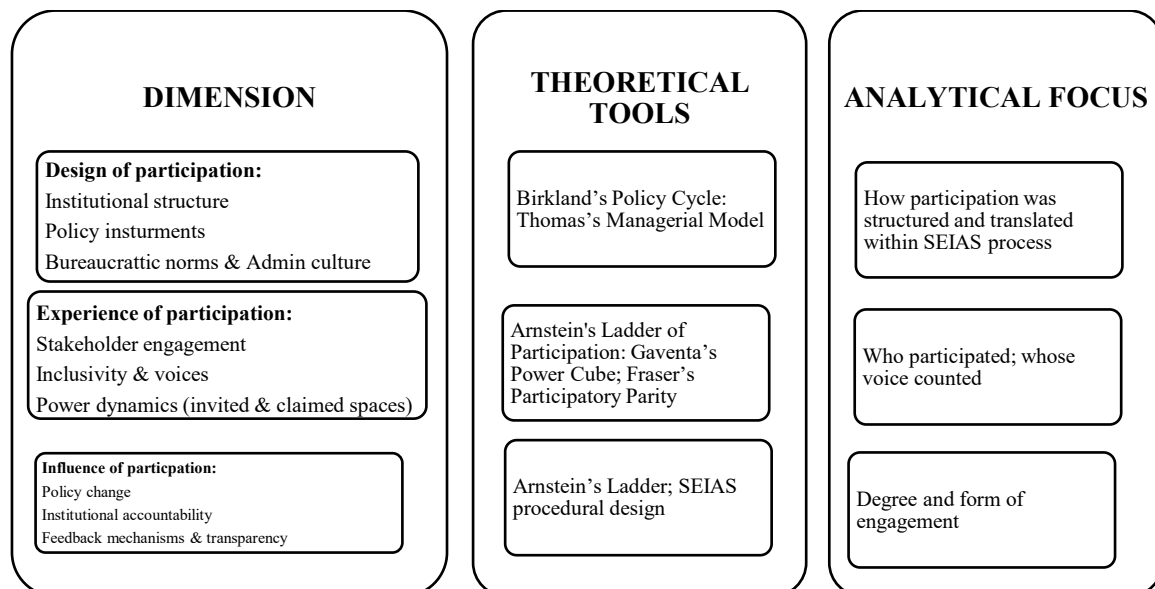 DIMENSION
Design of participation:
Institutional structure
Policy insturments
Bureaucrattic norms & Admin culture
Experience of participation:
Stakeholder engagement
Inclusivity & voices
Power dynamics (invited & claimed spaces)
Influence of particpation:
Policy change
Institutional accountability
Feedback mechanisms & transparency
THEORETICAL
TOOLS
Birkland’s Policy Cycle:
Thomas’s Managerial Model
Arnstein's Ladder of
Participation: Gaventa’s
Power Cube; Fraser’s
Participatory Parity
Arnstein’s Ladder; SEIAS
procedural design
ANALYTICAL FOCUS
How participation was
structured and translated
within SEIAS process
Who participated; whose
voice counted
Degree and form of
engagement